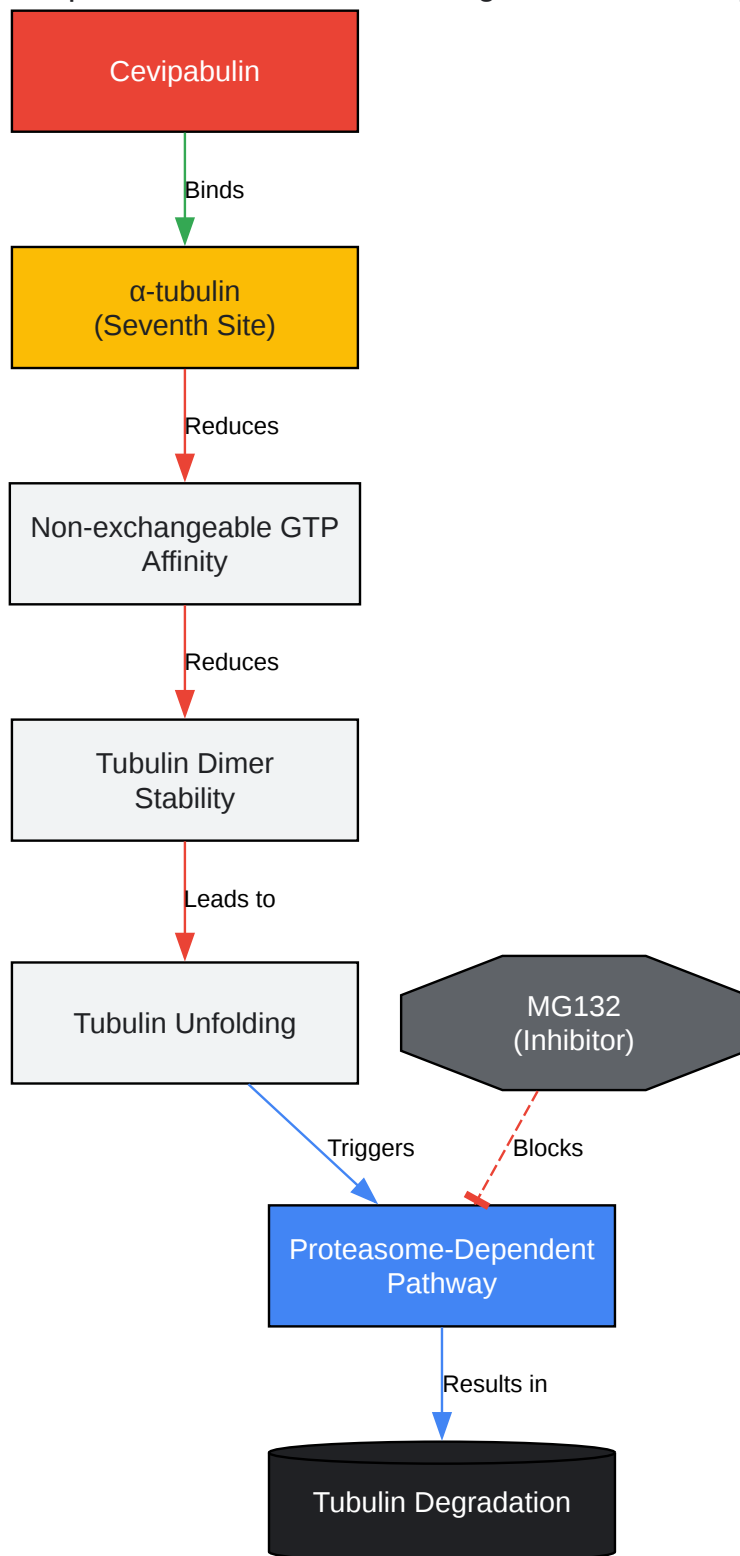 Cevipabulin
Binds
α-tubulin
(Seventh Site)
Reduces
Non-exchangeable GTP
Affinity
Reduces
Tubulin Dimer
Stability
Leads to
Tubulin Unfolding
MG132
(Inhibitor)
Triggers
Blocks
Proteasome-Dependent
Pathway
Results in
Tubulin Degradation